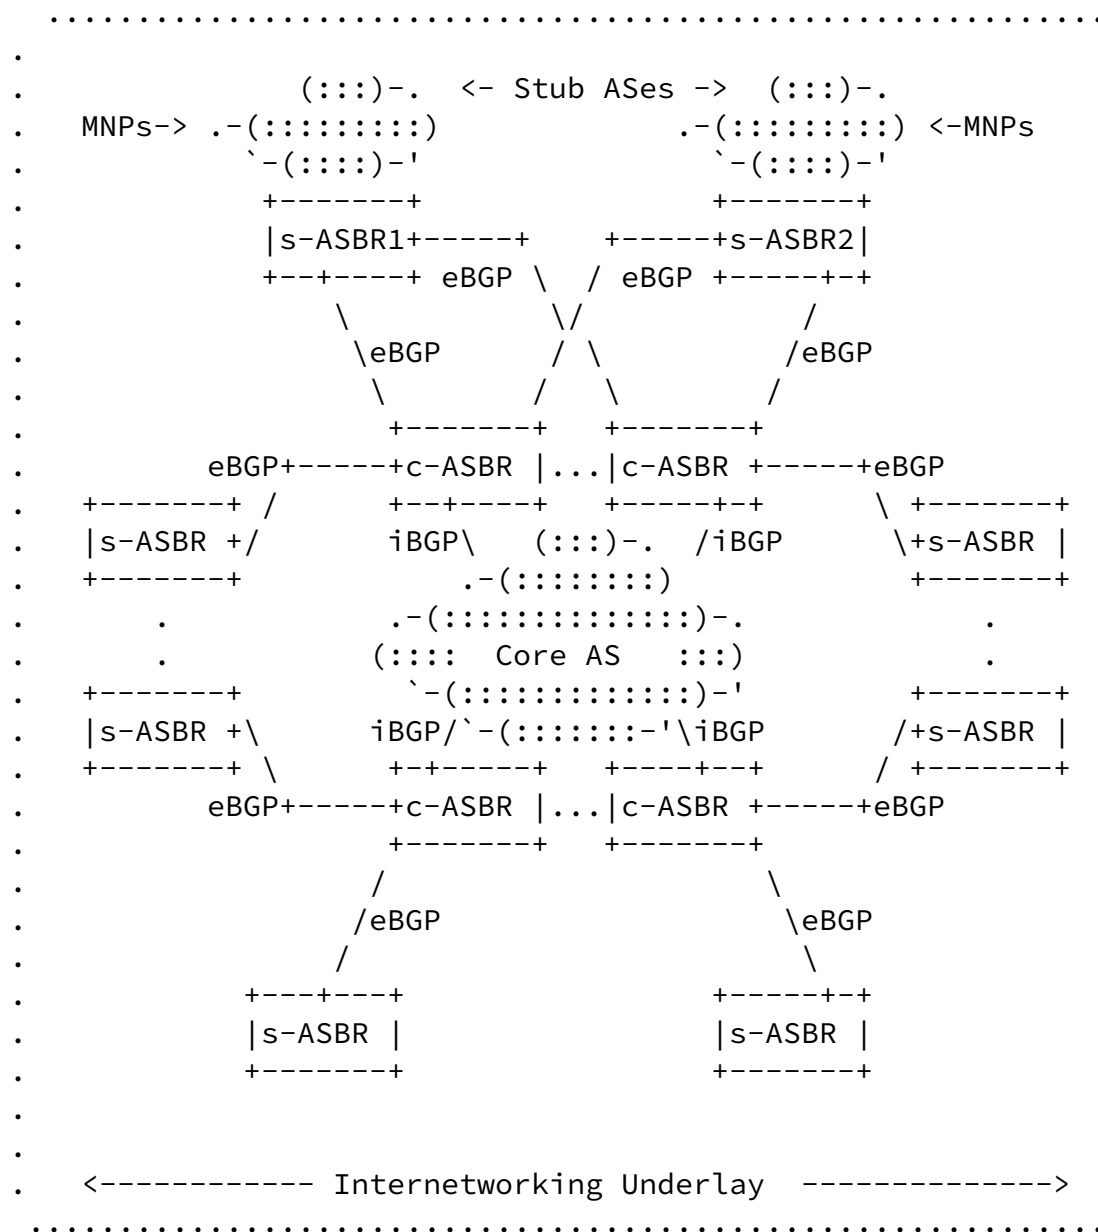 . . . . . . . . . . . . . . . . . . . . . . . . . . . . . . . . . . . . . . . . . . . . . . . . . . . . . . . . . . . .
.
.               (:::)-.  <- Stub ASes ->  (:::)-.
.   MNPs-> .-(:::::::::)             .-(:::::::::) <-MNPs
.            `-(::::)-'                `-(::::)-'
.             +-------+                +-------+
.             |s-ASBR1+-----+    +-----+s-ASBR2|
.             +--+----+ eBGP \  / eBGP +-----+-+
.                 \           \/            /
.                  \eBGP      / \          /eBGP
.                   \        /   \        /
.                    +-------+   +-------+
.          eBGP+-----+c-ASBR |...|c-ASBR +-----+eBGP
.   +-------+ /      +--+----+   +-----+-+      \ +-------+
.   |s-ASBR +/       iBGP\   (:::)-.  /iBGP      \+s-ASBR |
.   +-------+            .-(::::::::)             +-------+
.       .            .-(::::::::::::::)-.             .
.       .           (::::  Core AS   :::)             .
.   +-------+         `-(:::::::::::::)-'         +-------+
.   |s-ASBR +\      iBGP/`-(:::::::-'\iBGP       /+s-ASBR |
.   +-------+ \      +-+-----+   +----+--+      / +-------+
.          eBGP+-----+c-ASBR |...|c-ASBR +-----+eBGP
.                    +-------+   +-------+
.                   /                     \
.                  /eBGP                   \eBGP
.                 /                         \
.            +---+---+                 +-----+-+
.            |s-ASBR |                 |s-ASBR |
.            +-------+                 +-------+
.
.
.   <------------ Internetworking Underlay  -------------->
. . . . . . . . . . . . . . . . . . . . . . . . . . . . . . . . . . . . . . . . . . . . . . . . . . . . . . . . . . . .